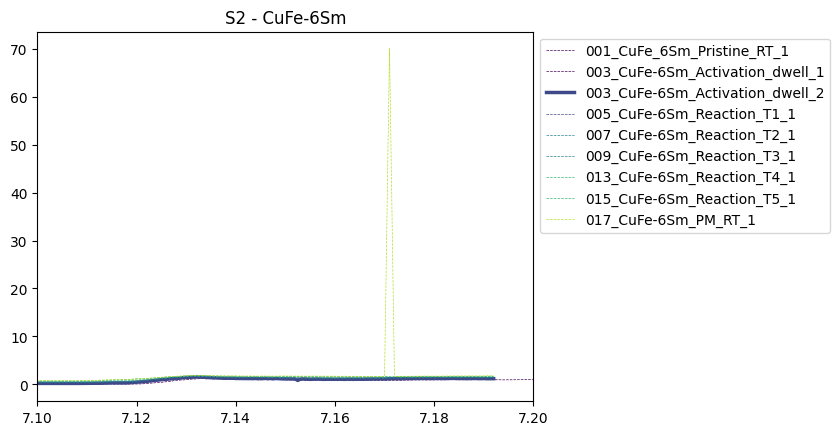 S2 - CuFe-6Sm
70
60
50
40
30
20
10
0
7.10
7.12
7.14
7.16
7.18
7.20
001_CuFe_6Sm_Pristine_RT_1
003_CuFe-6Sm_Activation_dwell_1
003_CuFe-6Sm_Activation_dwell_2
005_CuFe-6Sm_Reaction_T1_1
007_CuFe-6Sm_Reaction_T2_1
009_CuFe-6Sm_Reaction_T3_1
013_CuFe-6Sm_Reaction_T4_1
015_CuFe-6Sm_Reaction_T5_1
017_CuFe-6Sm_PM_RT_1